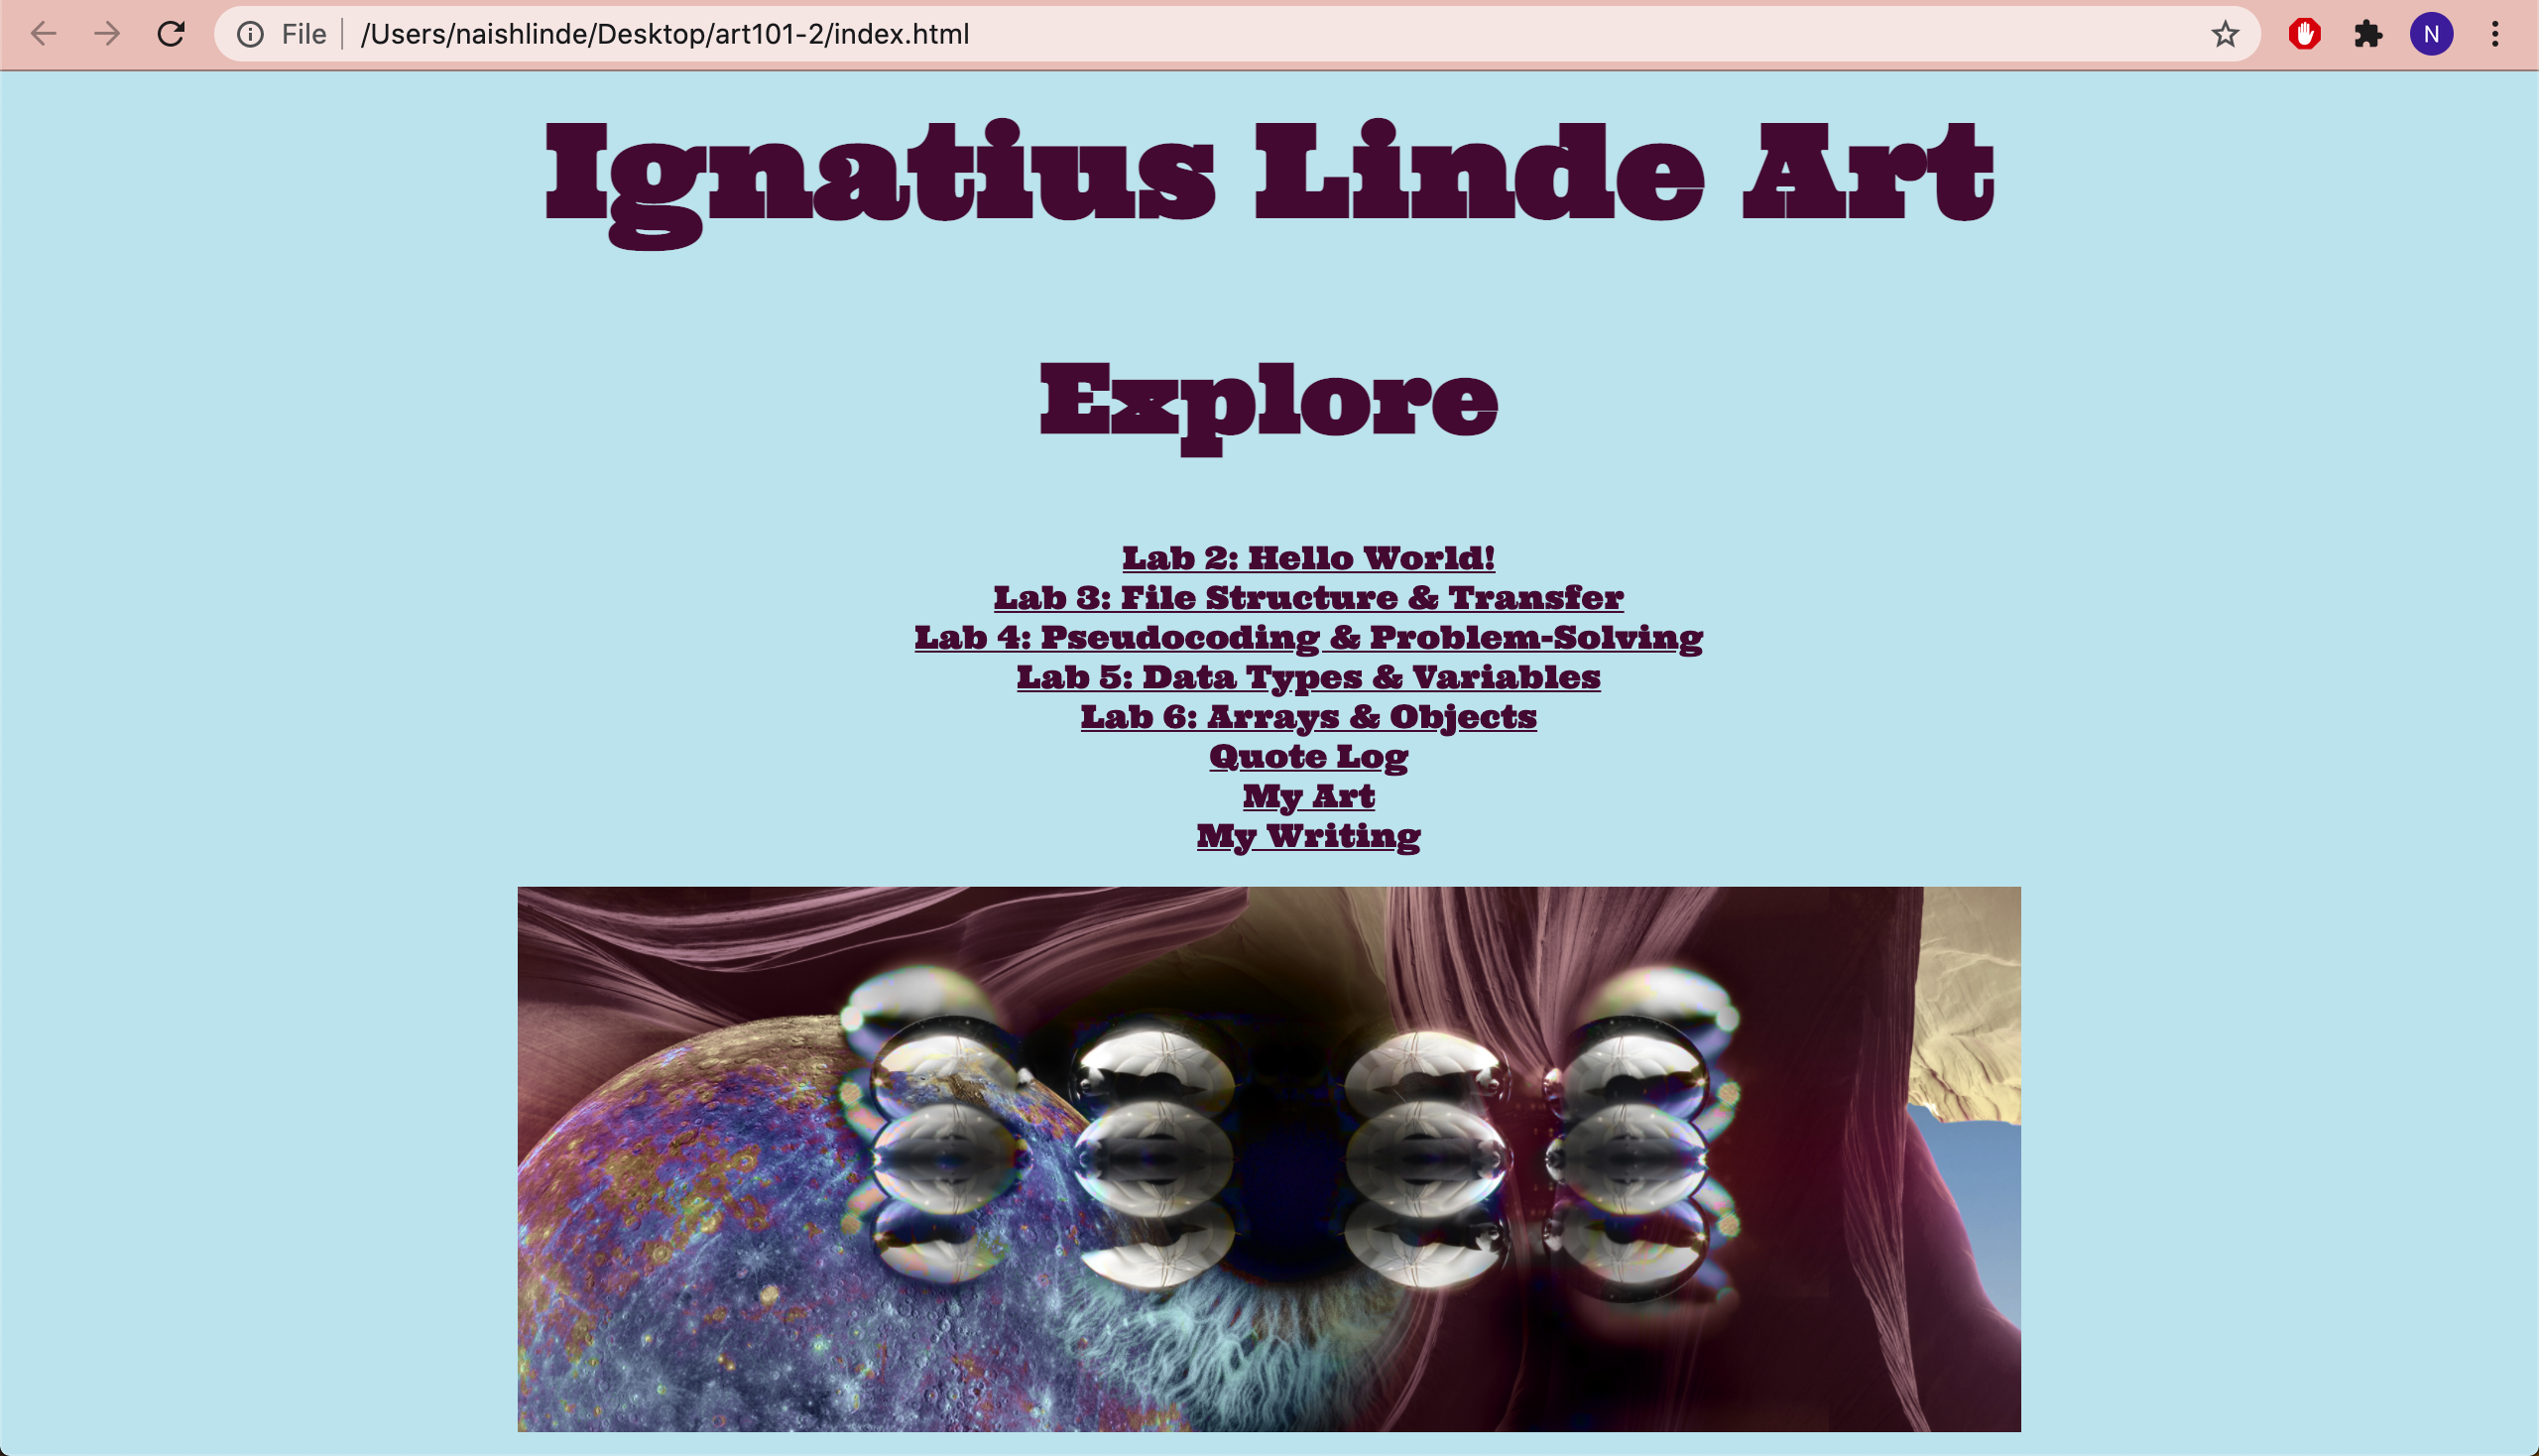 File /Users/naishlinde/Desktop/art101-2/index.html N
Ignatius Linde Art
Explore
Lab 2: Hello World!
Lab 3: File Structure & Transfer
Lab 4: Pseudocoding & Problem-Solving
Lab 5: Data Types & Variables
Lab 6: Arrays & Objects
Quote Log
My Art
My Writing